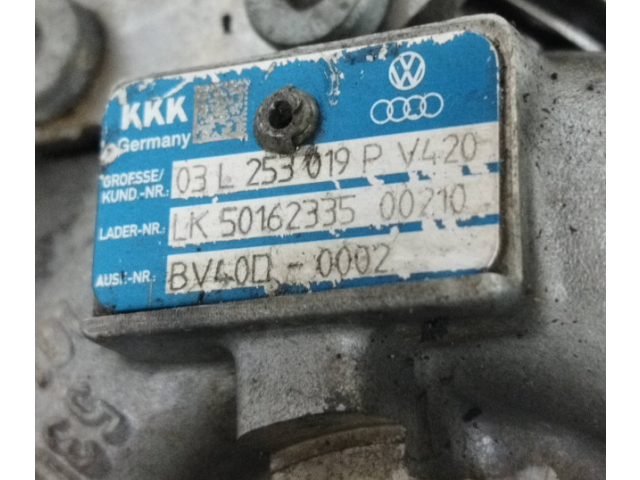 KKK
Germany
GROESSE/
KUND.-NR.: 03 L 253 019 P V420
LADER-NR.: LK 50162335 00210
AUSF.-NR.: BV40D - 0002